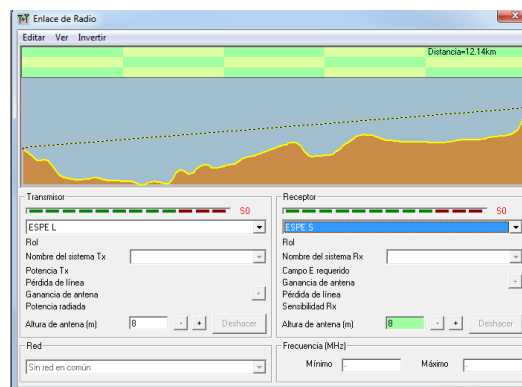 Enlace de Radio
Editar Ver Invertir
Distancia=12.14km
Transmisor
S0
ESPE L
Rol
Nombre del sistema Tx
Potencia Tx
Pérdida de línea
Ganancia de antena
+
Potencia radiada
Altura de antena (m) 8 - + Deshacer
Red
Sin red en común
Receptor
S0
ESPE S
Rol
Nombre del sistema Rx
Campo E requerido
Ganancia de antena
+
Pérdida de línea
Sensibilidad Rx
Altura de antena (m) 8 - + Deshacer
Frecuencia (MHz)
Mínimo - Máximo -